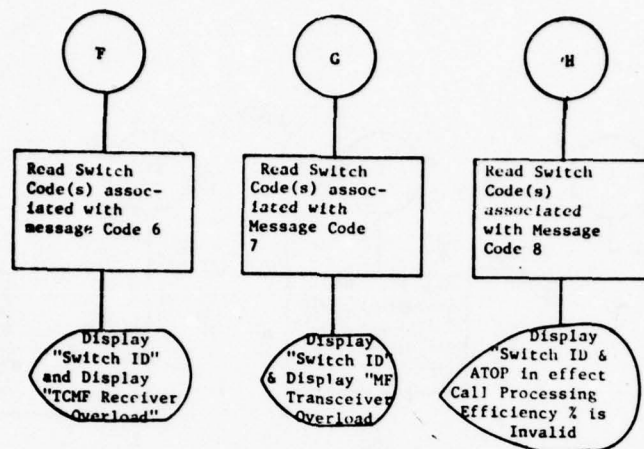 F
Read Switch
Code(s) assoc-
iated with
message Code 6
Display
"Switch ID"
and Display
"TCMF Receiver
Overload"
G
Read Switch
Code(s) assoc-
iated with
Message Code
7
Display
"Switch ID"
& Display "MF
Transceiver
Overload
H
Read Switch
Code(s)
associated
with Message
Code 8
Display
"Switch ID &
ATOP in effect
Call Processing
Efficiency % is
Invalid